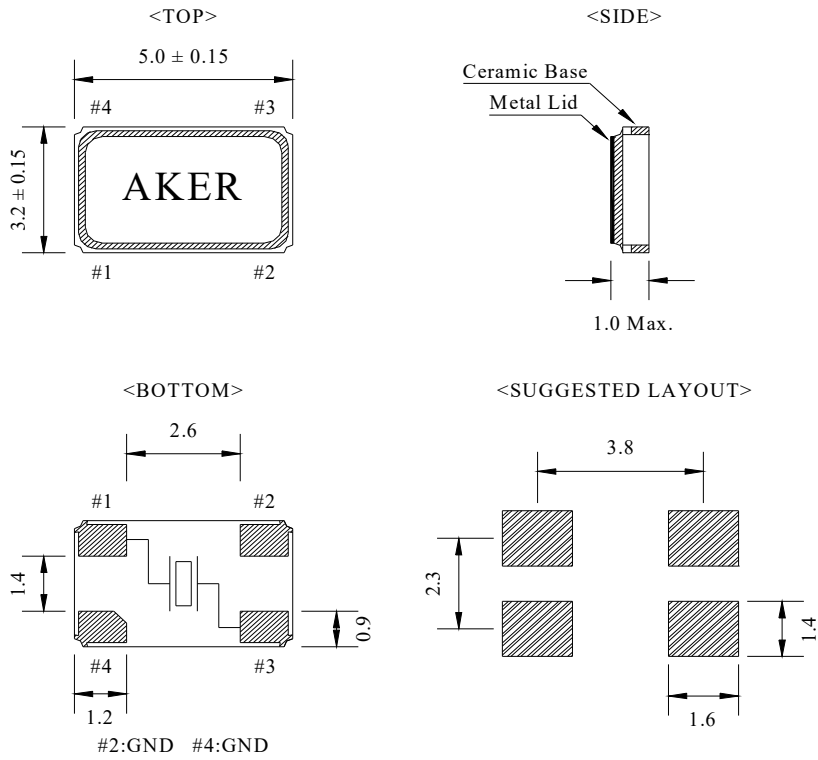 <TOP>
5.0 ± 0.15
#4 #3
3.2 ± 0.15
AKER
#1 #2
<SIDE>
Ceramic Base
Metal Lid
1.0 Max.
<BOTTOM>
2.6
#1 #2
1.4
0.9
#4 #3
1.2
#2:GND #4:GND
<SUGGESTED LAYOUT>
3.8
2.3
1.4
1.6